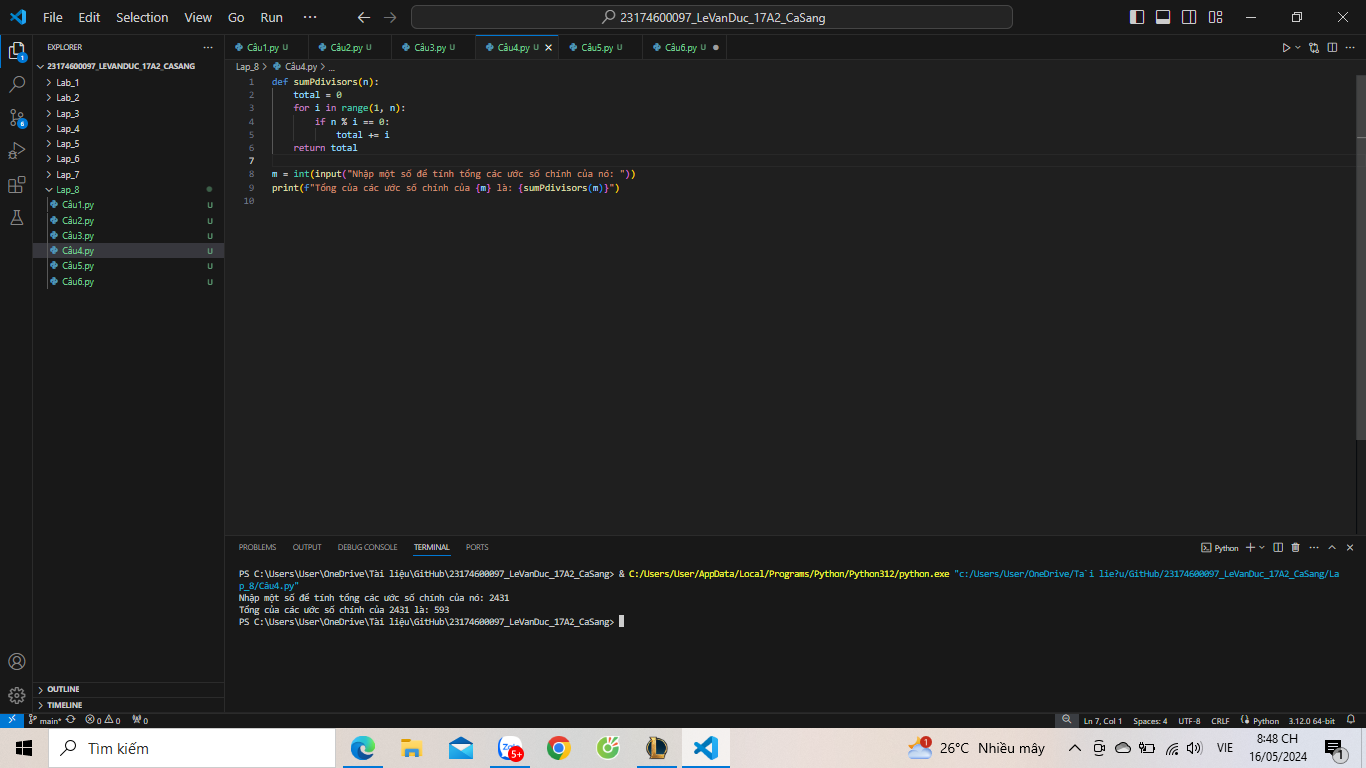 File Edit Selection View Go Run ··· 23174600097_LeVanDuc_17A2_CaSang
EXPLORER ···
23174600097_LEVANDUC_17A2_CASANG
Lab_1
Lab_2
Lap_3
Lap_4
Lap_5
Lap_6
Lap_7
Lap_8
Câu1.py U
Câu2.py U
Câu3.py U
Câu4.py U
Câu5.py U
Câu6.py U
OUTLINE
TIMELINE
Câu1.py U Câu2.py U Câu3.py U Câu4.py U Câu5.py U Câu6.py U
Lap_8 > Câu4.py > ...
1 def sumPdivisors(n):
2 total = 0
3 for i in range(1, n):
4 if n % i == 0:
5 total += i
6 return total
7
8 m = int(input("Nhập một số để tính tổng các ước số chính của nó: "))
9 print(f"Tổng của các ước số chính của {m} là: {sumPdivisors(m)}")
10
PROBLEMS OUTPUT DEBUG CONSOLE TERMINAL PORTS Python
PS C:\Users\User\OneDrive\Tài liệu\GitHub\23174600097_LeVanDuc_17A2_CaSang> & C:/Users/User/AppData/Local/Programs/Python/Python312/python.exe "c:/Users/User/OneDrive/Ta`i lie?u/GitHub/23174600097_LeVanDuc_17A2_CaSang/La
p_8/Câu4.py"
Nhập một số để tính tổng các ước số chính của nó: 2431
Tổng của các ước số chính của 2431 là: 593
PS C:\Users\User\OneDrive\Tài liệu\GitHub\23174600097_LeVanDuc_17A2_CaSang>
main* 0 0 0 Ln 7, Col 1 Spaces: 4 UTF-8 CRLF Python 3.12.0 64-bit
Tìm kiếm 5+ 1 26°C Nhiều mây VIE 8:48 CH
16/05/2024 1